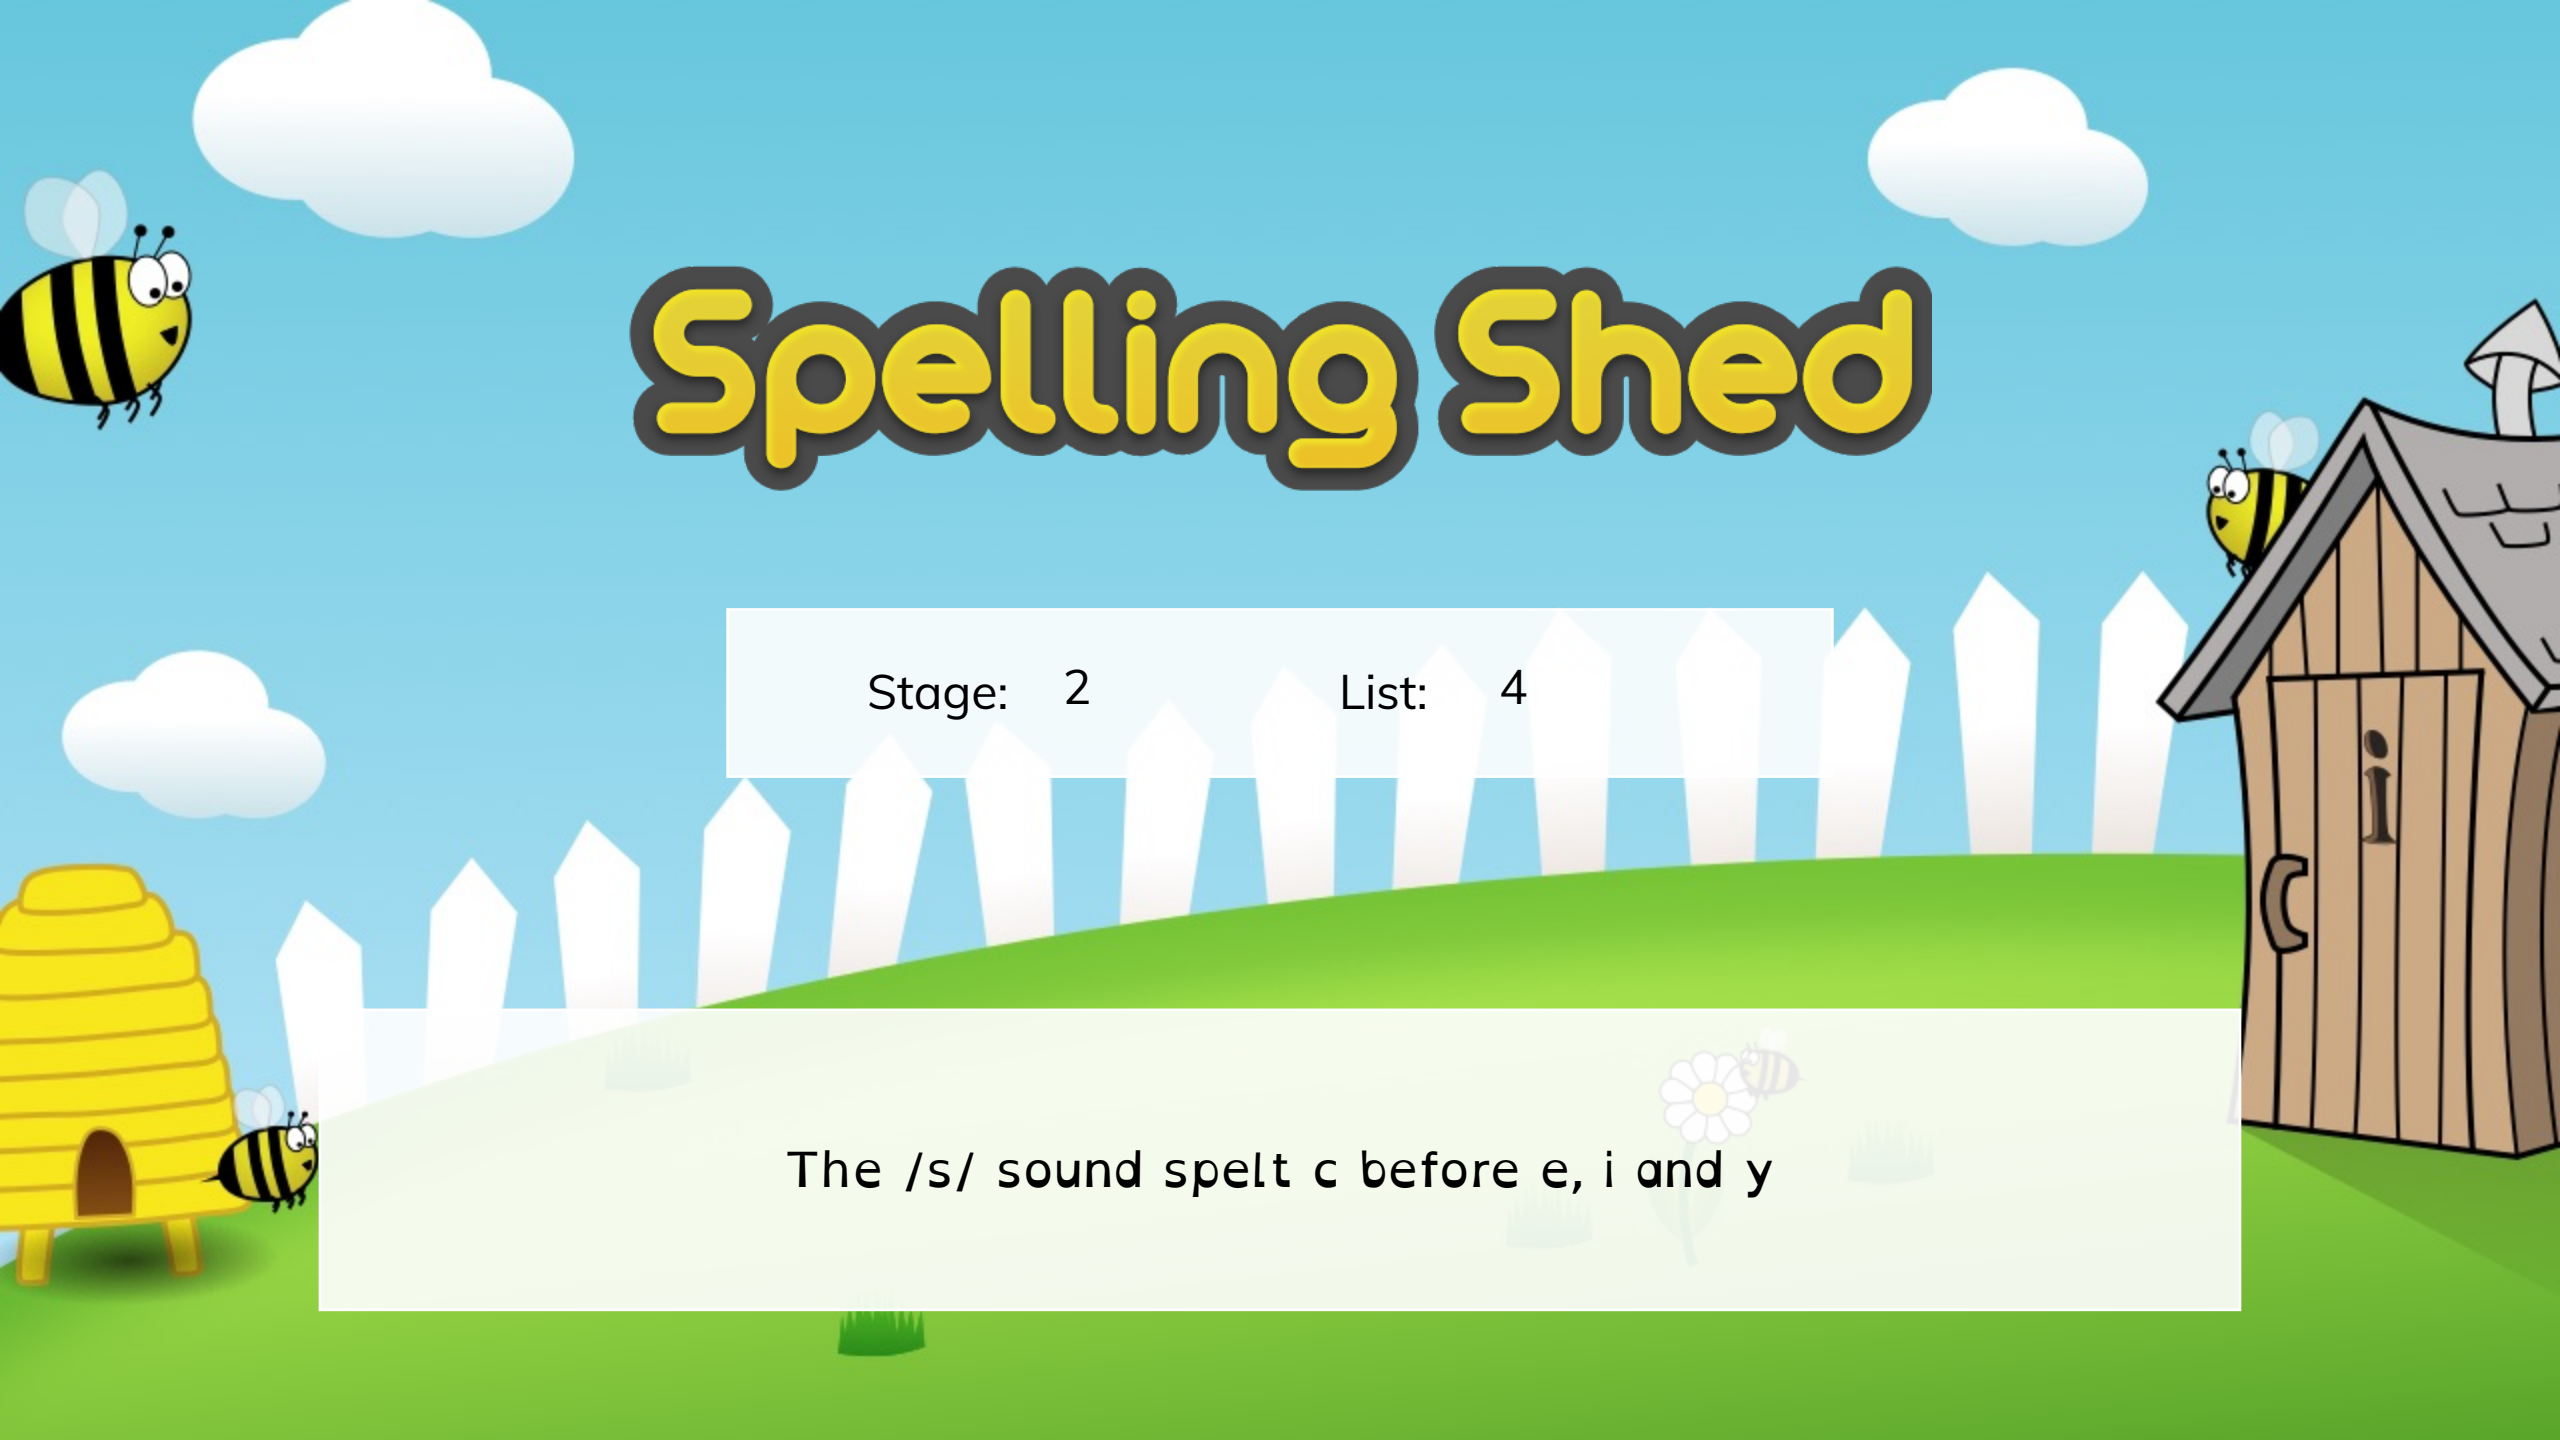 Spelling Shed
Stage: 2 List: 4
The /s/ sound spelt c before e, i and y
i